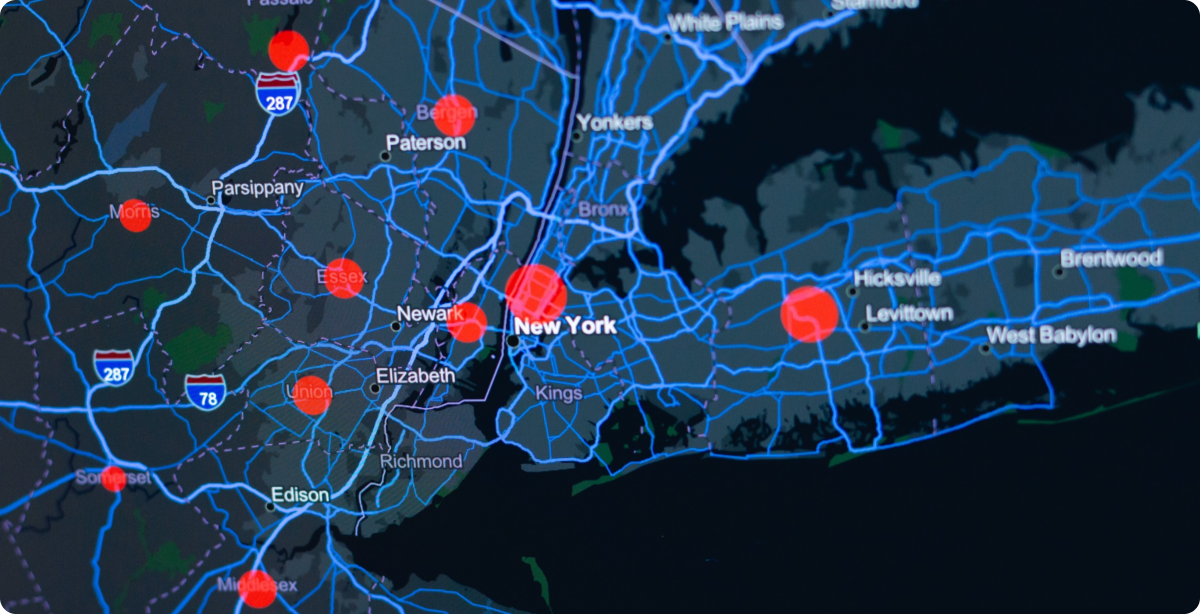 Passaic
Stamford
White Plains
287
Bergen
Yonkers
Paterson
Parsippany
Morris
Bronx
Brentwood
Essex
Hicksville
Newark
Levittown
New York
West Babylon
287
Elizabeth
78
Union
Kings
Richmond
Somerset
Edison
Middlesex